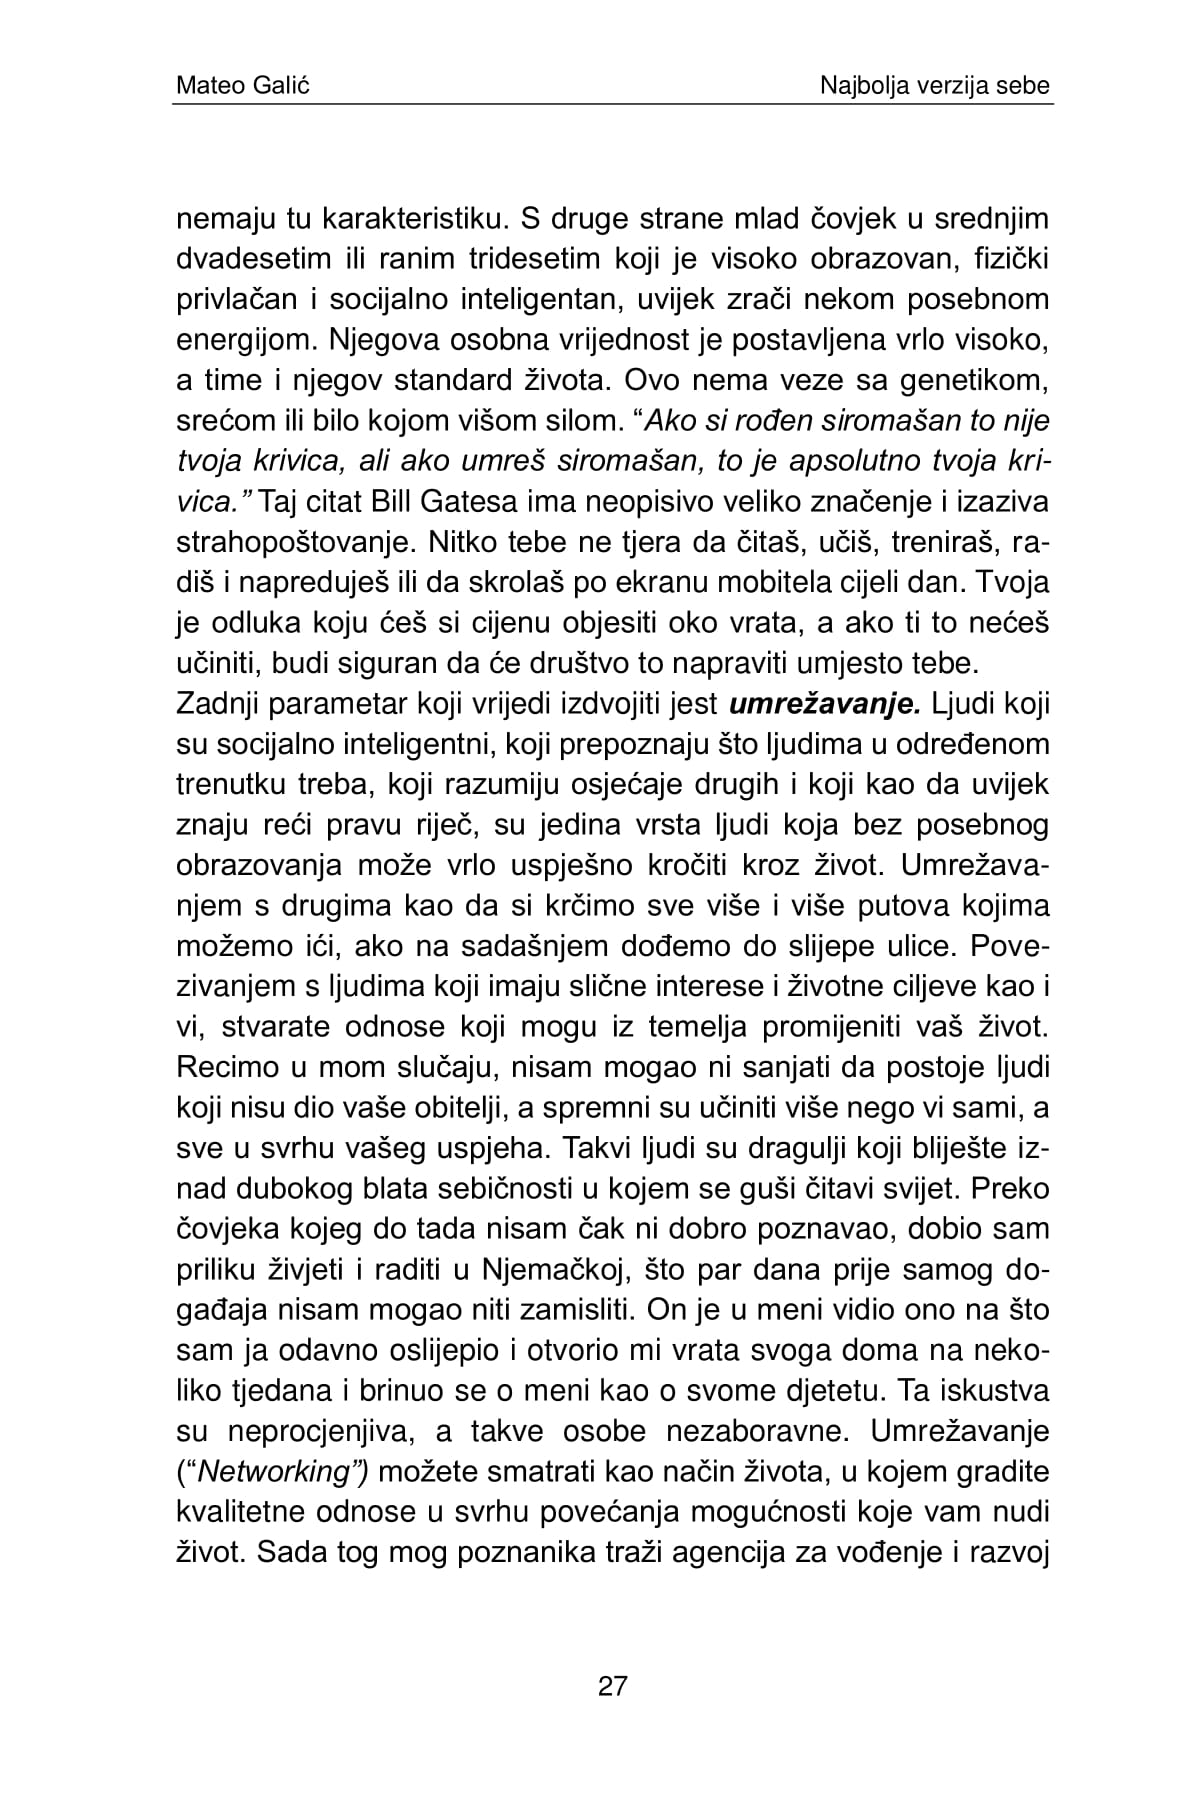 Mateo Galić
Najbolja verzija sebe
nemaju tu karakteristiku. S druge strane mlad čovjek u srednjim
dvadesetim ili ranim tridesetim koji je visoko obrazovan, fizički
privlačan i socijalno inteligentan, uvijek zrači nekom posebnom
energijom. Njegova osobna vrijednost je postavljena vrlo visoko,
a time i njegov standard života. Ovo nema veze sa genetikom,
srećom ili bilo kojom višom silom. “Ako si rođen siromašan to nije
tvoja krivica, ali ako umreš siromašan, to je apsolutno tvoja kri-
vica.” Taj citat Bill Gatesa ima neopisivo veliko značenje i izaziva
strahopoštovanje. Nitko tebe ne tjera da čitaš, učiš, treniraš, ra-
diš i napreduješ ili da skrolaš po ekranu mobitela cijeli dan. Tvoja
je odluka koju ćeš si cijenu objesiti oko vrata, a ako ti to nećeš
učiniti, budi siguran da će društvo to napraviti umjesto tebe.
Zadnji parametar koji vrijedi izdvojiti jest umrežavanje. Ljudi koji
su socijalno inteligentni, koji prepoznaju što ljudima u određenom
trenutku treba, koji razumiju osjećaje drugih i koji kao da uvijek
znaju reći pravu riječ, su jedina vrsta ljudi koja bez posebnog
obrazovanja može vrlo uspješno kročiti kroz život. Umrežava-
njem s drugima kao da si krčimo sve više i više putova kojima
možemo ići, ako na sadašnjem dođemo do slijepe ulice. Pove-
zivanjem s ljudima koji imaju slične interese i životne ciljeve kao i
vi, stvarate odnose koji mogu iz temelja promijeniti vaš život.
Recimo u mom slučaju, nisam mogao ni sanjati da postoje ljudi
koji nisu dio vaše obitelji, a spremni su učiniti više nego vi sami, a
sve u svrhu vašeg uspjeha. Takvi ljudi su dragulji koji bliješte iz-
nad dubokog blata sebičnosti u kojem se guši čitavi svijet. Preko
čovjeka kojeg do tada nisam čak ni dobro poznavao, dobio sam
priliku živjeti i raditi u Njemačkoj, što par dana prije samog do-
gađaja nisam mogao niti zamisliti. On je u meni vidio ono na što
sam ja odavno oslijepio i otvorio mi vrata svoga doma na neko-
liko tjedana i brinuo se o meni kao o svome djetetu. Ta iskustva
su neprocjenjiva, a takve osobe nezaboravne. Umrežavanje
(“Networking”) možete smatrati kao način života, u kojem gradite
kvalitetne odnose u svrhu povećanja mogućnosti koje vam nudi
život. Sada tog mog poznanika traži agencija za vođenje i razvoj
27